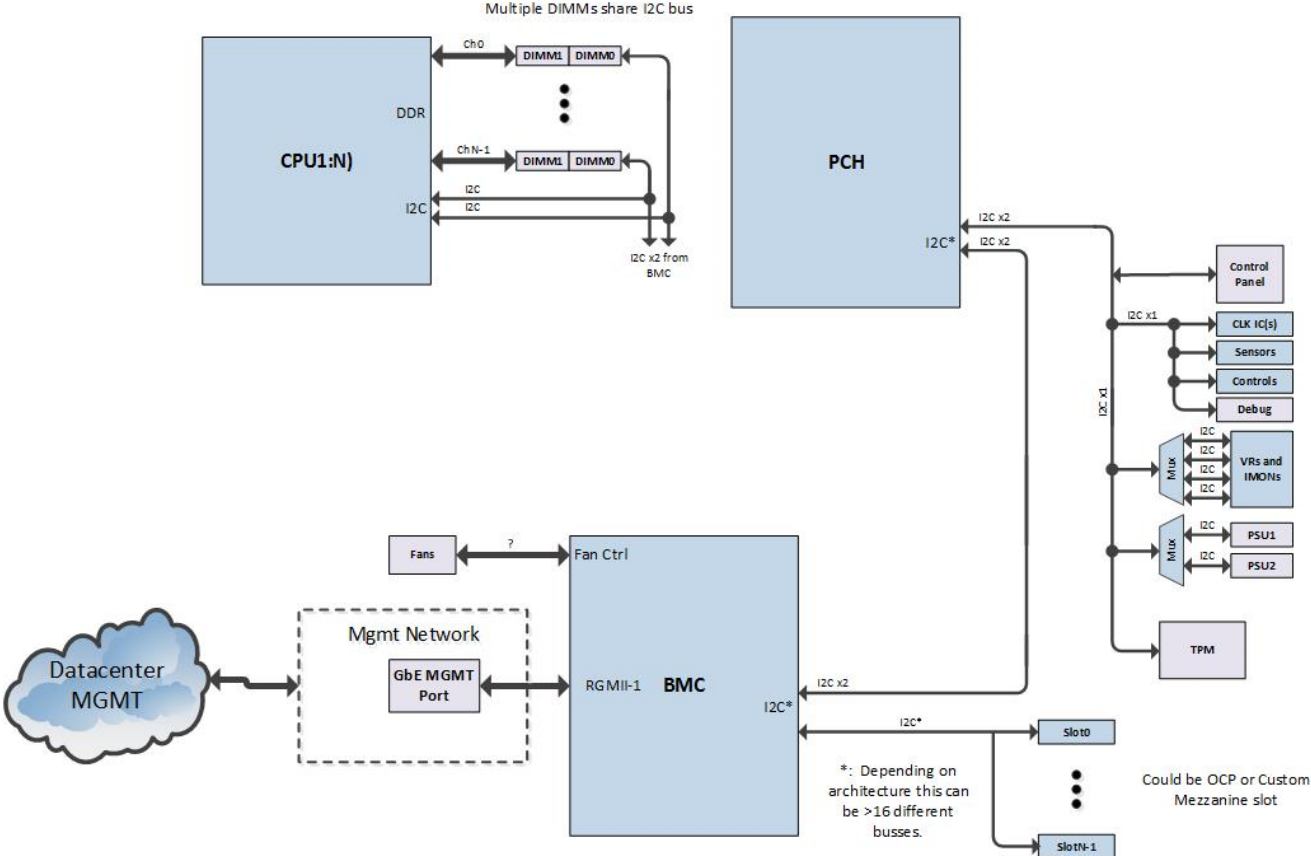 Multiple DIMMs share I2C bus
Ch0
DIMM1 DIMM0
DDR
CPU1:N)
ChN-1
DIMM1 DIMM0
I2C
I2C
I2C
I2C x2 from
BMC
PCH
I2C*
I2C x2
I2C x2
Control
Panel
I2C x1
CLK IC(s)
Sensors
Controls
Debug
I2C x1
Mux
I2C
I2C
I2C
I2C
VRs and
IMONs
Mux
I2C
I2C
PSU1
PSU2
TPM
Fans
?
Fan Ctrl
Datacenter
MGMT
Mgmt Network
GbE MGMT
Port
RGMII-1
BMC
I2C*
I2C x2
I2C*
Slot0
*: Depending on
architecture this can
be >16 different
busses.
Could be OCP or Custom
Mezzanine slot
SlotN-1